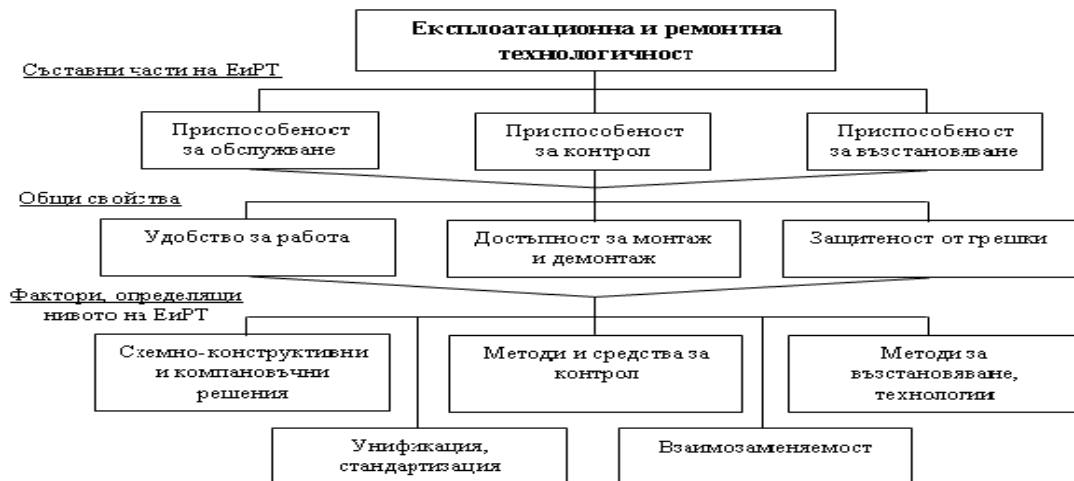 Експлоатационна и ремонтна
технологичност
Съставни части на ЕиРТ
Приспособеност
за обслужване
Приспособеност
за контрол
Приспособеност
за възстановяване
Общи свойства
Удобство за работа
Достъпност за монтаж
и демонтаж
Защитеност от грешки
Фактори, определящи
нивото на ЕиРТ
Схемно-конструктивни
и компановъчни
решения
Методи и средства за
контрол
Методи за
възстановяване,
технологии
Унификация,
стандартизация
Взаимозаменяемост